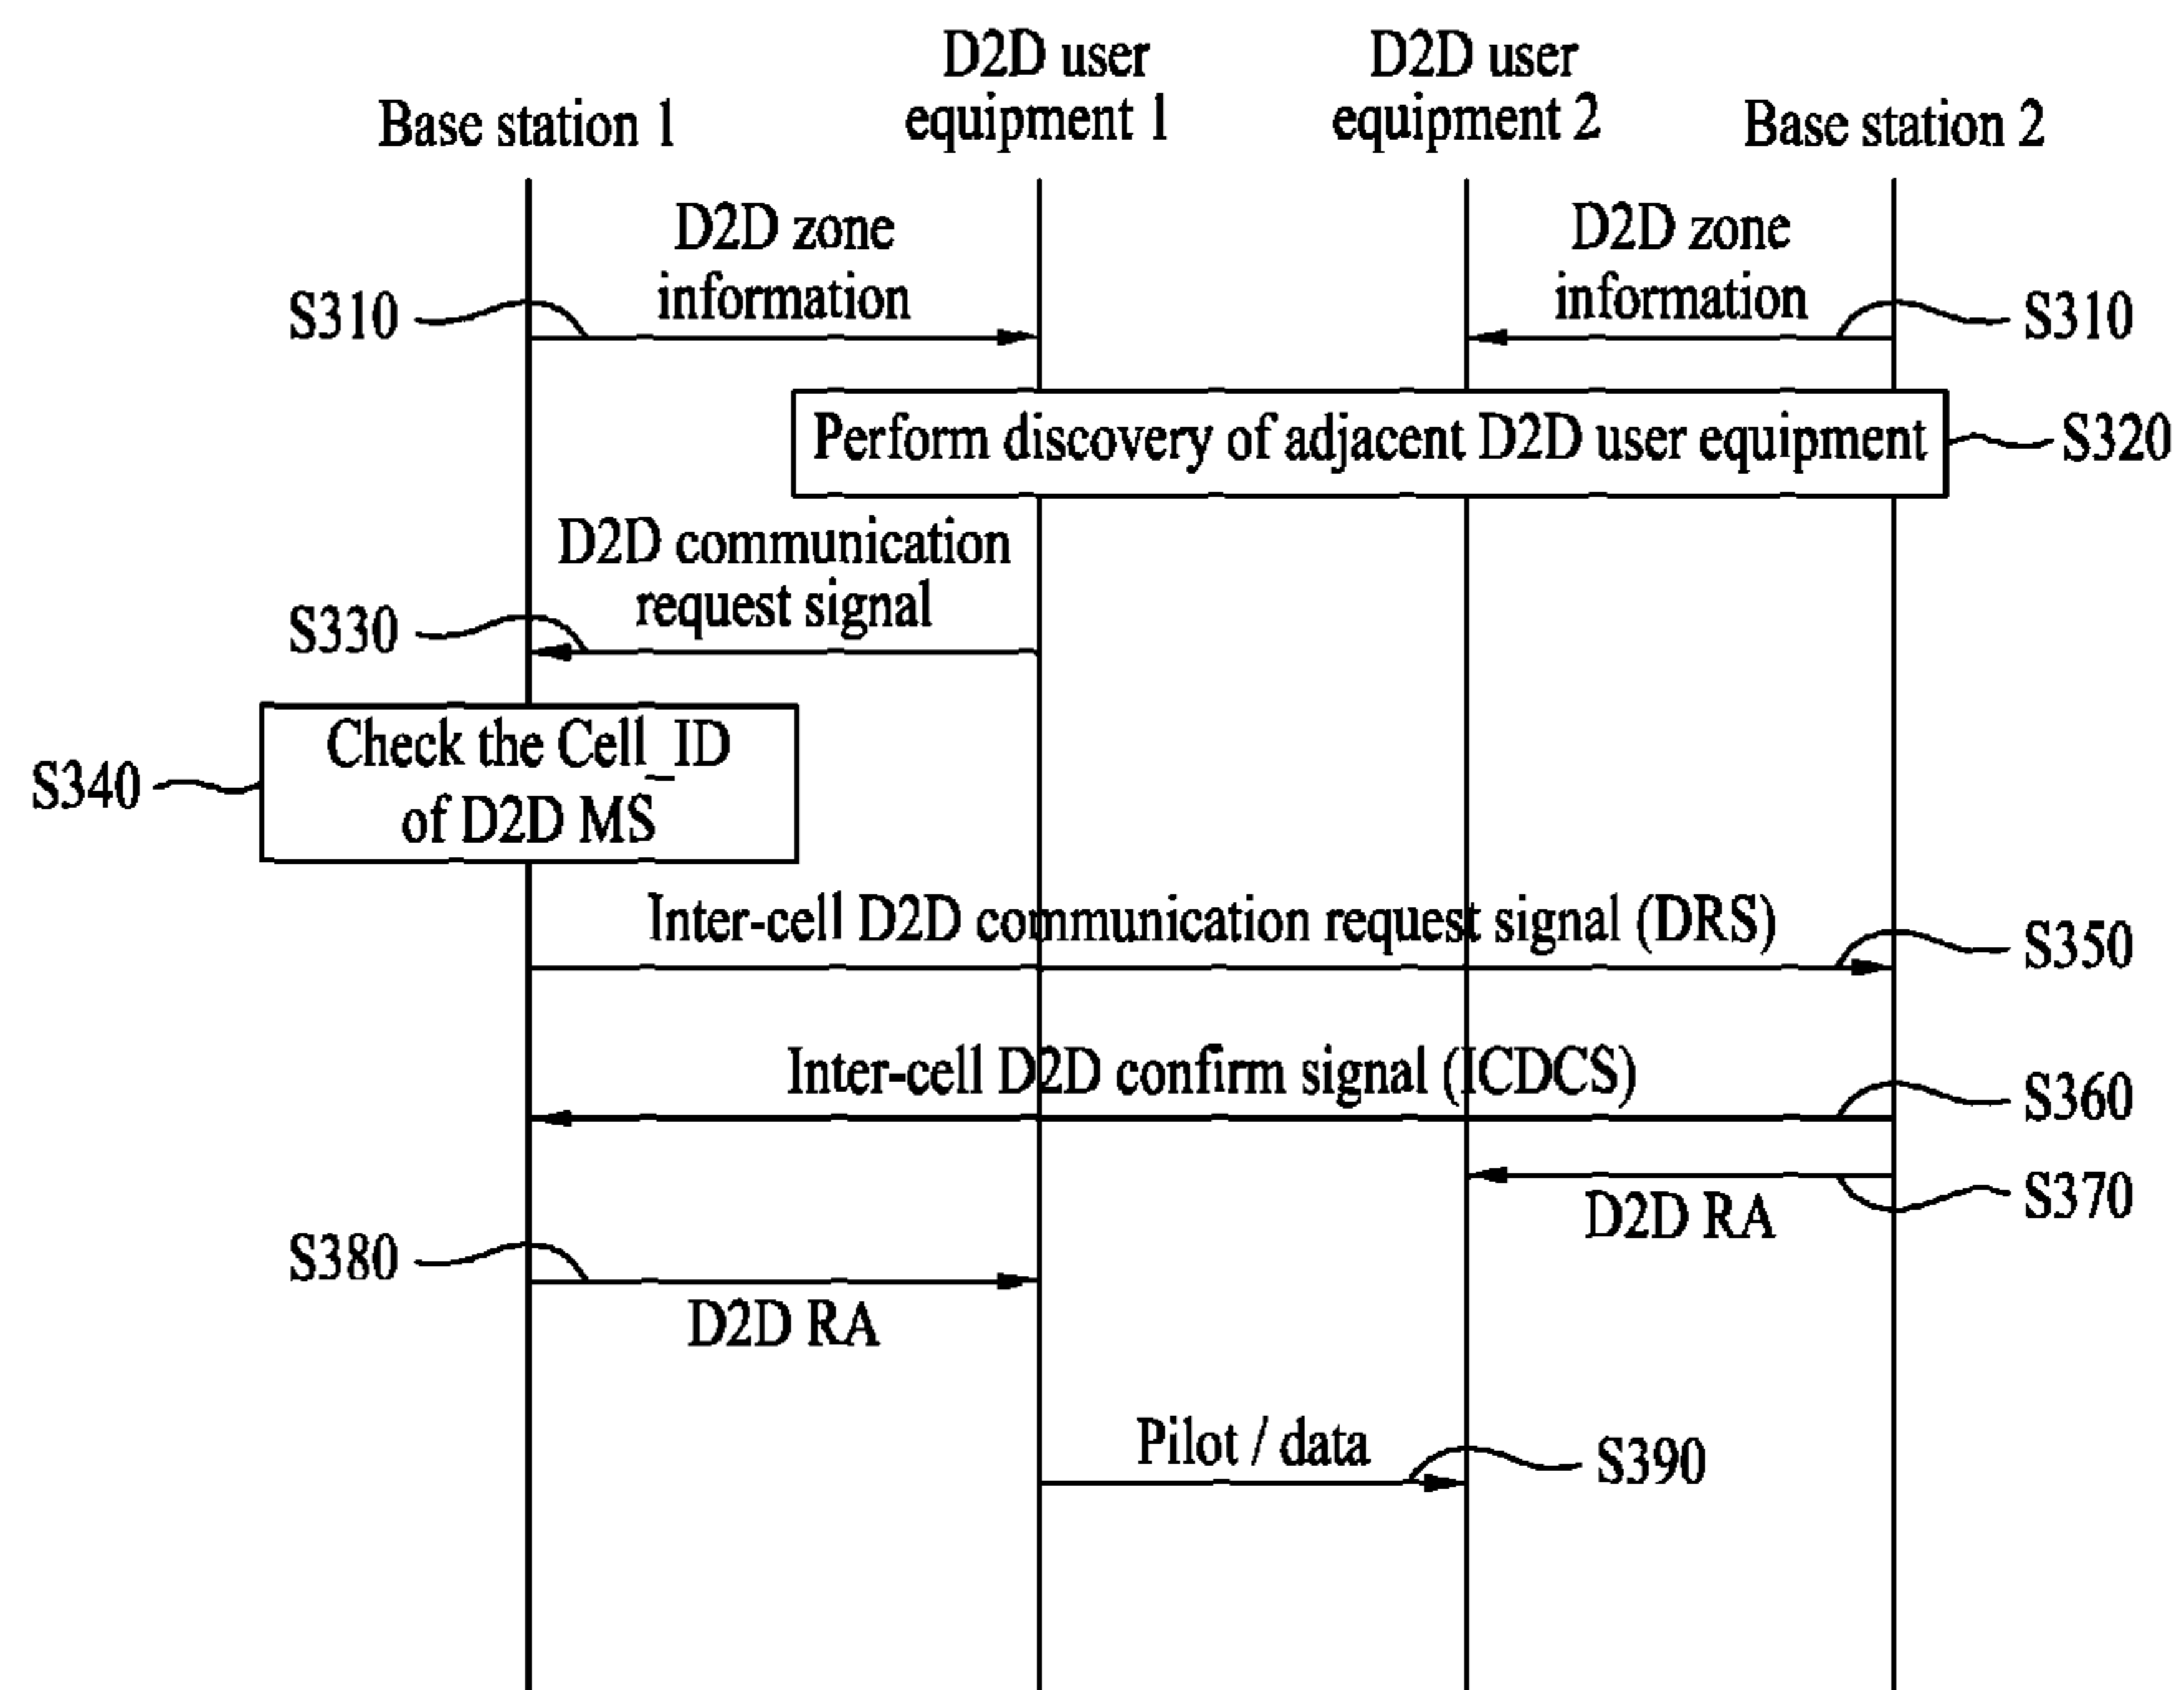 D2D user
equipment 1
D2D user
equipment 2
Base station 1
Base station 2
D2D zone
information
D2D zone
information
S310
S310
Perform discovery of adjacent D2D user equipment
S320
D2D communication
request signal
S330
Check the Cell_ID
of D2D MS
S340
Inter-cell D2D communication request signal (DRS)
S350
Inter-cell D2D confirm signal (ICDCS)
S360
S370
D2D RA
S380
D2D RA
Pilot / data
S390